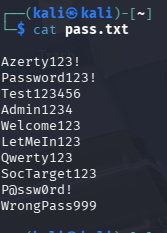 ┌──(kali㉿kali)-[~]
└─$ cat pass.txt
Azerty123!
Password123!
Test123456
Admin1234
Welcome123
LetMeIn123
Qwerty123
SocTarget123
P@ssw0rd!
WrongPass999